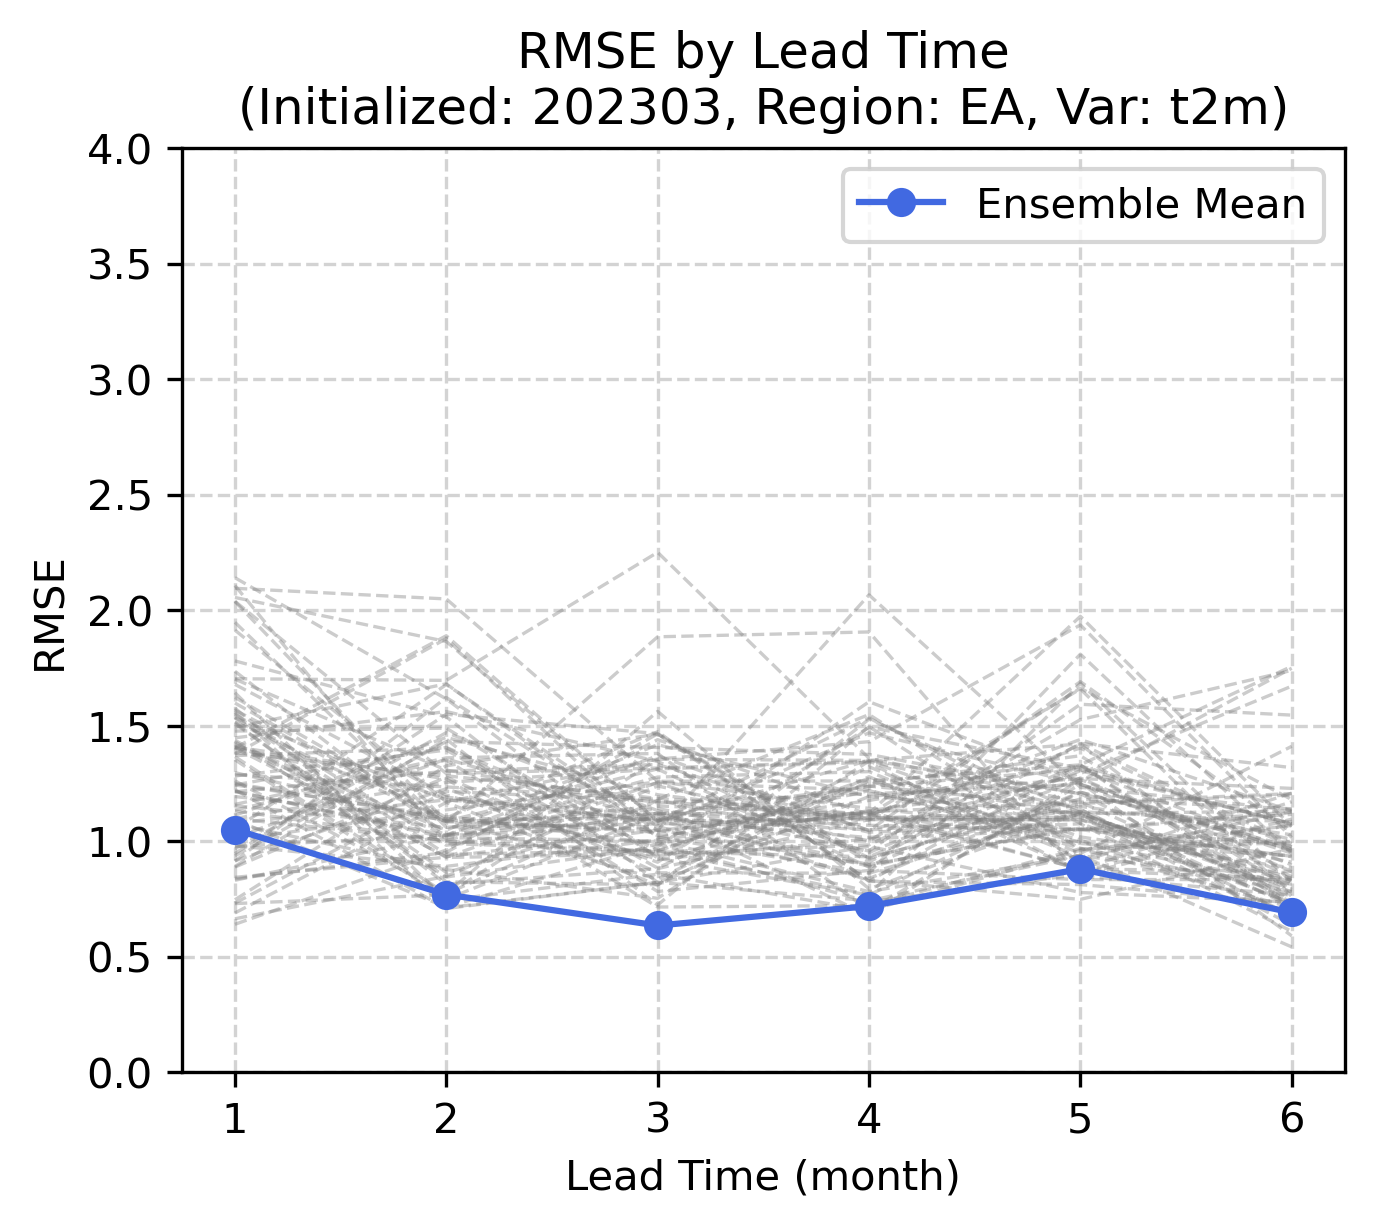 RMSE by Lead Time
(Initialized: 202303, Region: EA, Var: t2m)
Ensemble Mean
RMSE
4.0
3.5
3.0
2.5
2.0
1.5
1.0
0.5
0.0
1 2 3 4 5 6
Lead Time (month)